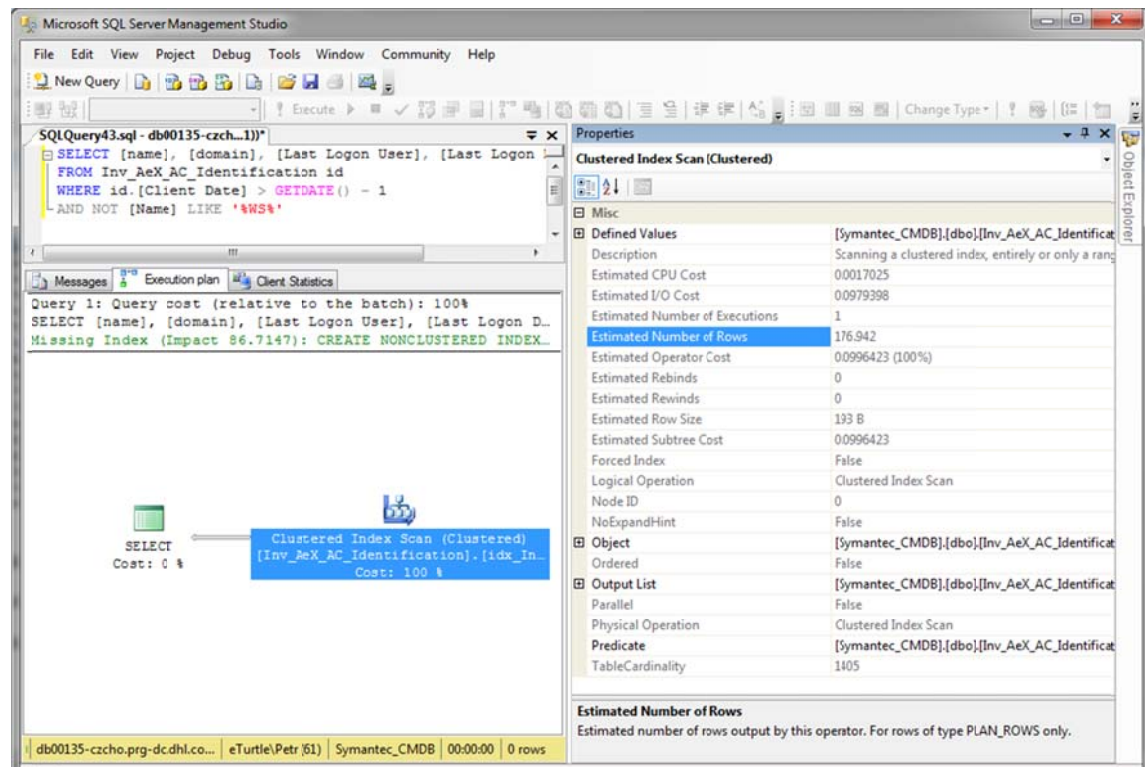 Microsoft SQL Server Management Studio
File Edit View Project Debug Tools Window Community Help
New Query
Execute
Change Type
SQLQuery43.sql - db00135-czch...1))*
SELECT [name], [domain], [Last Logon User], [Last Logon
FROM Inv_AeX_AC_Identification id
WHERE id.[Client Date] > GETDATE() - 1
AND NOT [Name] LIKE '%WS%'
Messages Execution plan Client Statistics
Query 1: Query cost (relative to the batch): 100%
SELECT [name], [domain], [Last Logon User], [Last Logon D…
Missing Index (Impact 86.7147): CREATE NONCLUSTERED INDEX…
SELECT
Cost: 0 %
Clustered Index Scan (Clustered)
[Inv_AeX_AC_Identification].[idx_In…
Cost: 100 %
db00135-czcho.prg-dc.dhl.co... eTurtle\Petr (61) Symantec_CMDB 00:00:00 0 rows
Properties
Clustered Index Scan (Clustered)
Misc
Defined Values [Symantec_CMDB].[dbo].[Inv_AeX_AC_Identificat
Description Scanning a clustered index, entirely or only a rang
Estimated CPU Cost 0.0017025
Estimated I/O Cost 0.0979398
Estimated Number of Executions 1
Estimated Number of Rows 176.942
Estimated Operator Cost 0.0996423 (100%)
Estimated Rebinds 0
Estimated Rewinds 0
Estimated Row Size 193 B
Estimated Subtree Cost 0.0996423
Forced Index False
Logical Operation Clustered Index Scan
Node ID 0
NoExpandHint False
Object [Symantec_CMDB].[dbo].[Inv_AeX_AC_Identificat
Ordered False
Output List [Symantec_CMDB].[dbo].[Inv_AeX_AC_Identificat
Parallel False
Physical Operation Clustered Index Scan
Predicate [Symantec_CMDB].[dbo].[Inv_AeX_AC_Identificat
TableCardinality 1405
Estimated Number of Rows
Estimated number of rows output by this operator. For rows of type PLAN_ROWS only.
Object Explorer